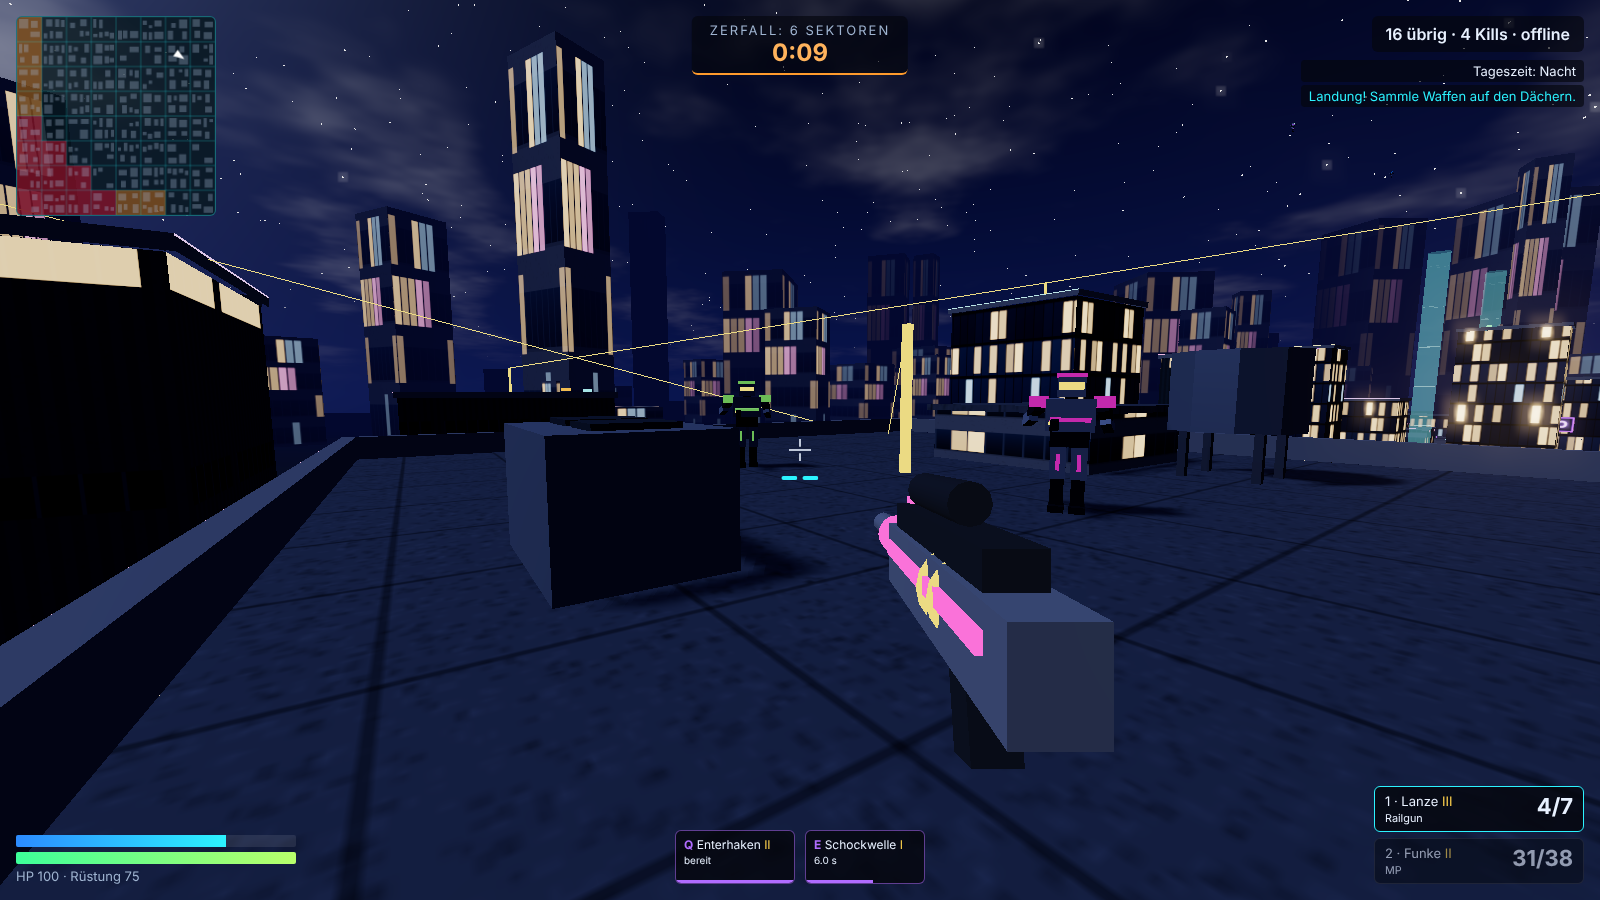 ZERFALL: 6 SEKTOREN
0:09
16 übrig · 4 Kills · offline
Tageszeit: Nacht
Landung! Sammle Waffen auf den Dächern.
HP 100 · Rüstung 75
Q Enterhaken II
bereit
E Schockwelle I
6.0 s
1 · Lanze III
4/7
Railgun
2 · Funke II
31/38
MP